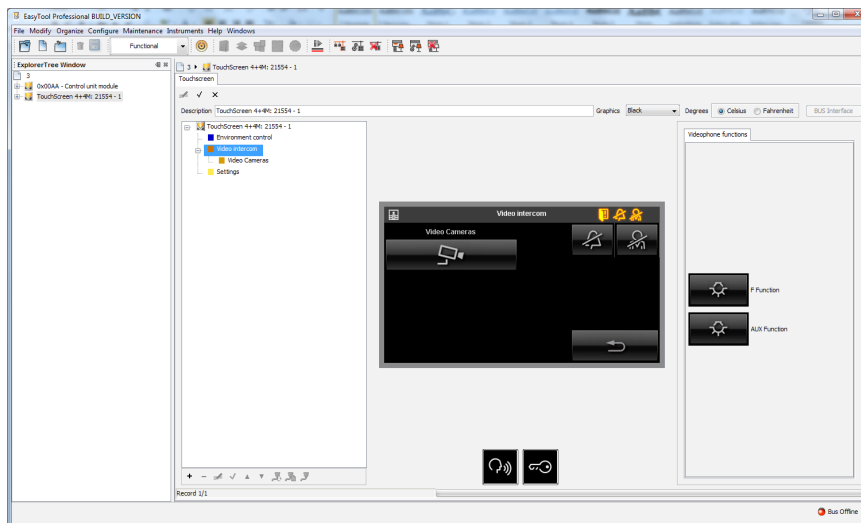 EasyTool Professional BUILD_VERSION
File Modify Organize Configure Maintenance Instruments Help Windows
Functional
ExplorerTree Window
3
0x00AA - Control unit module
TouchScreen 4+4M: 21554 - 1
3 TouchScreen 4+4M: 21554 - 1
Touchscreen
Description TouchScreen 4+4M: 21554 - 1 Graphics Black Degrees Celsius Fahrenheit BUS Interface
TouchScreen 4+4M: 21554 - 1
Environment control
Video intercom
Video Cameras
Settings
Video intercom
Video Cameras
Videophone functions
F Function
AUX Function
Record 1/1
Bus Offline